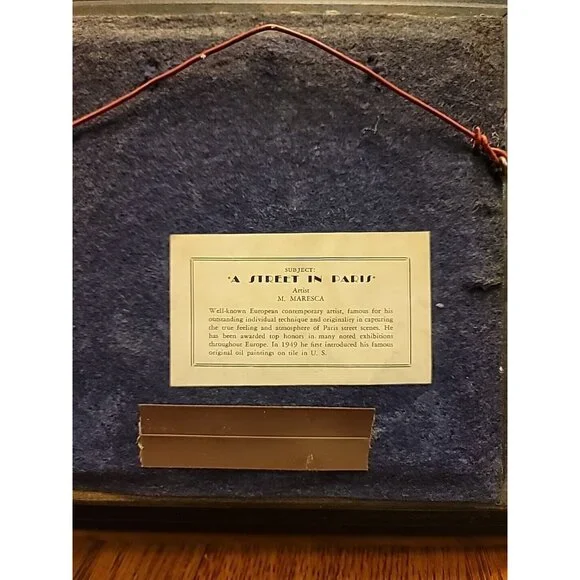 SUBJECT:
'A STREET IN PARIS'
Artist
M. MARESCA
Well-known European contemporary artist, famous for his
outstanding individual technique and originality in capturing
the true feeling and atmosphere of Paris street scenes. He
has been awarded top honors in many noted exhibitions
throughout Europe. In 1949 he first introduced his famous
original oil paintings on tile in U. S.